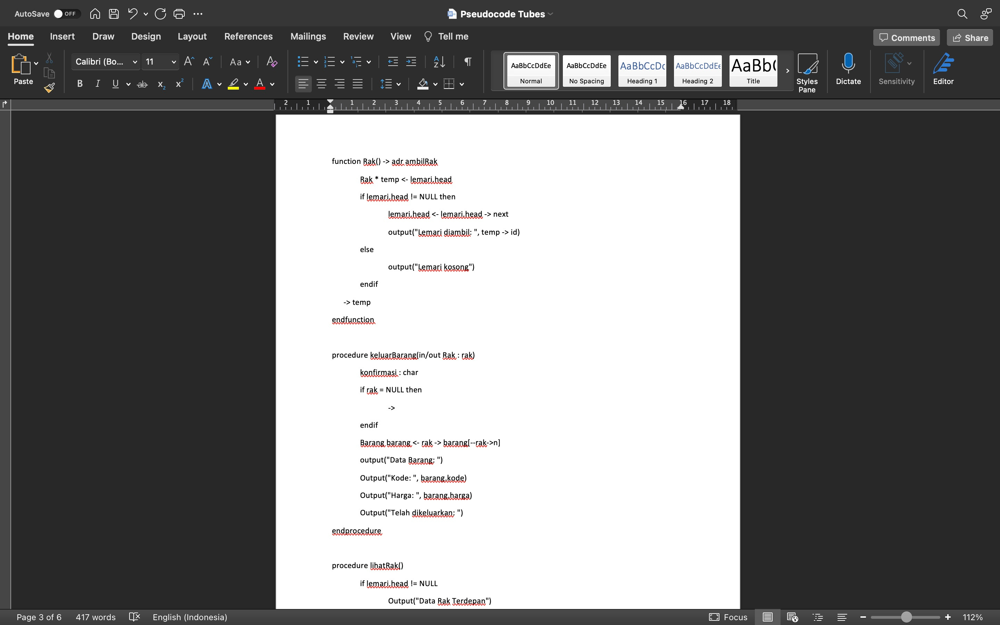 AutoSave OFF Pseudocode Tubes
Home Insert Draw Design Layout References Mailings Review View Tell me Comments Share
Paste Calibri (Bo... 11 Aa
AaBbCcDdEe AaBbCcDdEe AaBbCcDc AaBbCcDdEe AaBb(
Normal No Spacing Heading 1 Heading 2 Title
Styles Pane Dictate Sensitivity Editor
B I U ab x₂ x² A A
2 1 1 2 3 4 5 6 7 8 9 10 11 12 13 14 15 16 17 18
function Rak() -> adr ambilRak
Rak * temp <- lemari.head
if lemari.head != NULL then
lemari.head <- lemari.head -> next
output("Lemari diambil: ", temp -> id)
else
output("Lemari kosong")
endif
-> temp
endfunction
procedure keluarBarang(in/out Rak : rak)
konfirmasi : char
if rak = NULL then
->
endif
Barang barang <- rak -> barang[--rak->n]
output("Data Barang: ")
Output("Kode: ", barang.kode)
Output("Harga: ", barang.harga)
Output("Telah dikeluarkan: ")
endprocedure
procedure lihatRak()
if lemari.head != NULL
Output("Data Rak Terdepan")
Page 3 of 6 417 words English (Indonesia) Focus 112%